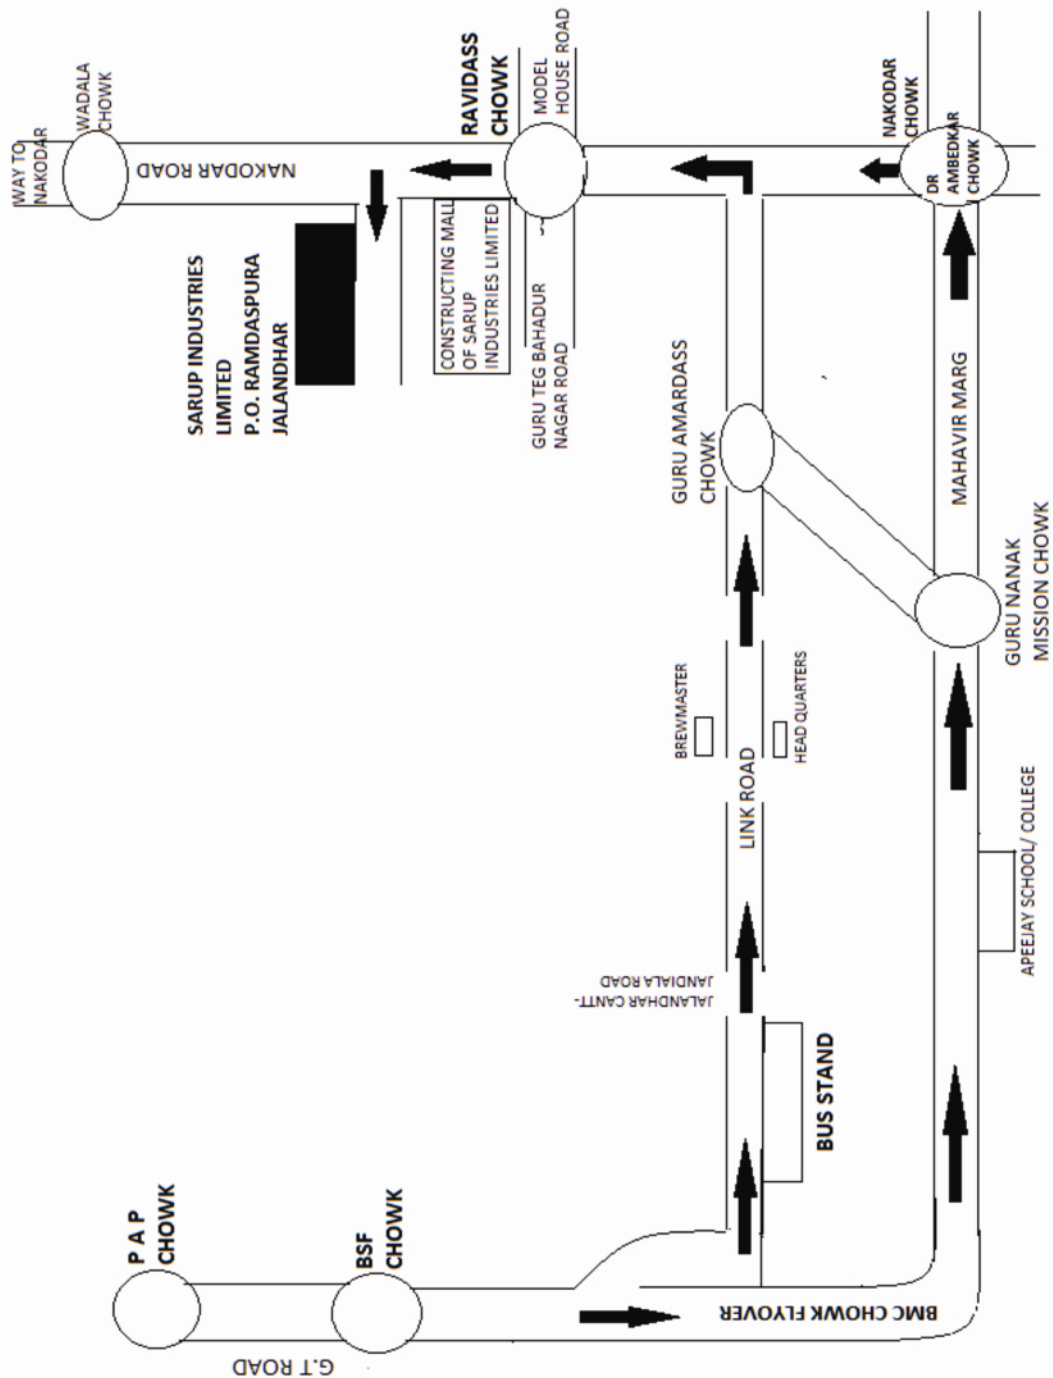 WAY TO
NAKODAR
WADALA
CHOWK
NAKODAR ROAD
SARUP INDUSTRIES
LIMITED
P.O. RAMDASPURA
JALANDHAR
CONSTRUCTING MALL
OF SARUP
INDUSTRIES LIMITED
RAVIDASS
CHOWK
MODEL
HOUSE ROAD
GURU TEG BAHADUR
NAGAR ROAD
NAKODAR
CHOWK
DR
AMBEDKAR
CHOWK
GURU AMARDASS
CHOWK
MAHAVIR MARG
GURU NANAK
MISSION CHOWK
BREWMASTER
LINK ROAD
HEAD QUARTERS
APEEJAY SCHOOL/ COLLEGE
JALANDHAR CANTT-
JANDIALA ROAD
BUS STAND
P A P
CHOWK
BSF
CHOWK
G.T ROAD
BMC CHOWK FLYOVER